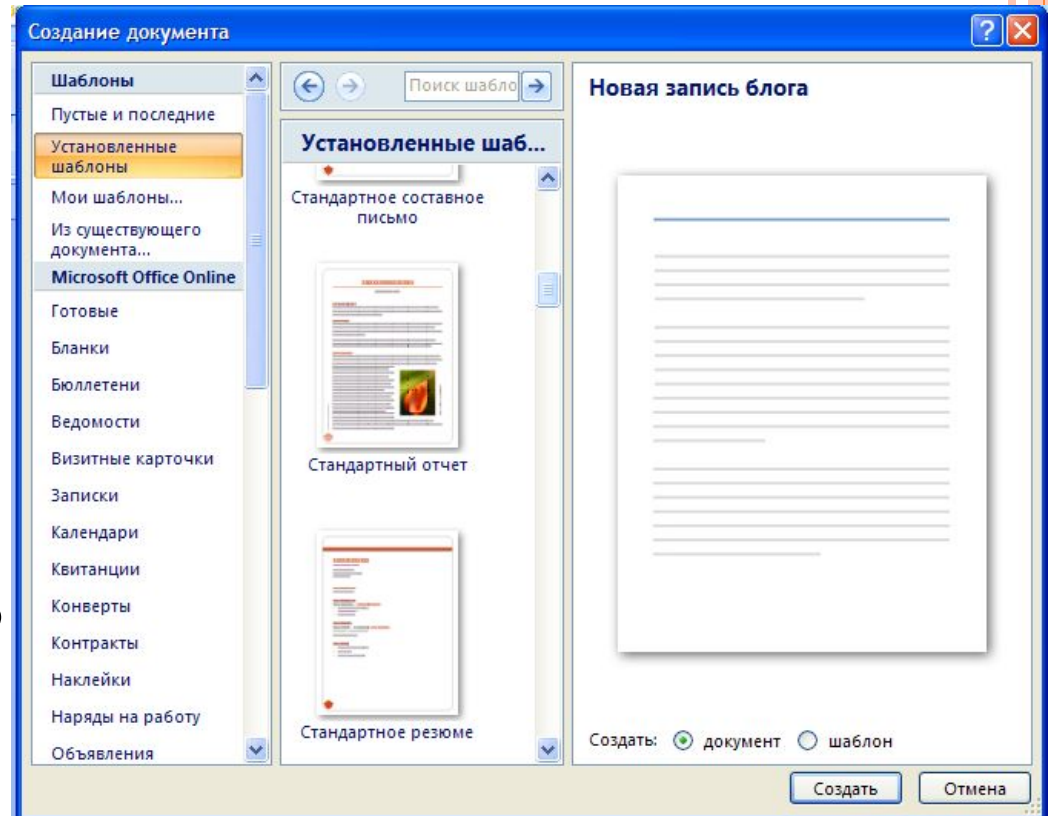 Создание документа
Шаблоны
Пустые и последние
Установленные
шаблоны
Мои шаблоны...
Из существующего
документа...
Microsoft Office Online
Готовые
Бланки
Бюллетени
Ведомости
Визитные карточки
Записки
Календари
Квитанции
Конверты
Контракты
Наклейки
Наряды на работу
Объявления
Поиск шабло
Установленные шаб...
Стандартное составное
письмо
Стандартный отчет
Стандартное резюме
Новая запись блога
Создать: документ шаблон
Создать Отмена